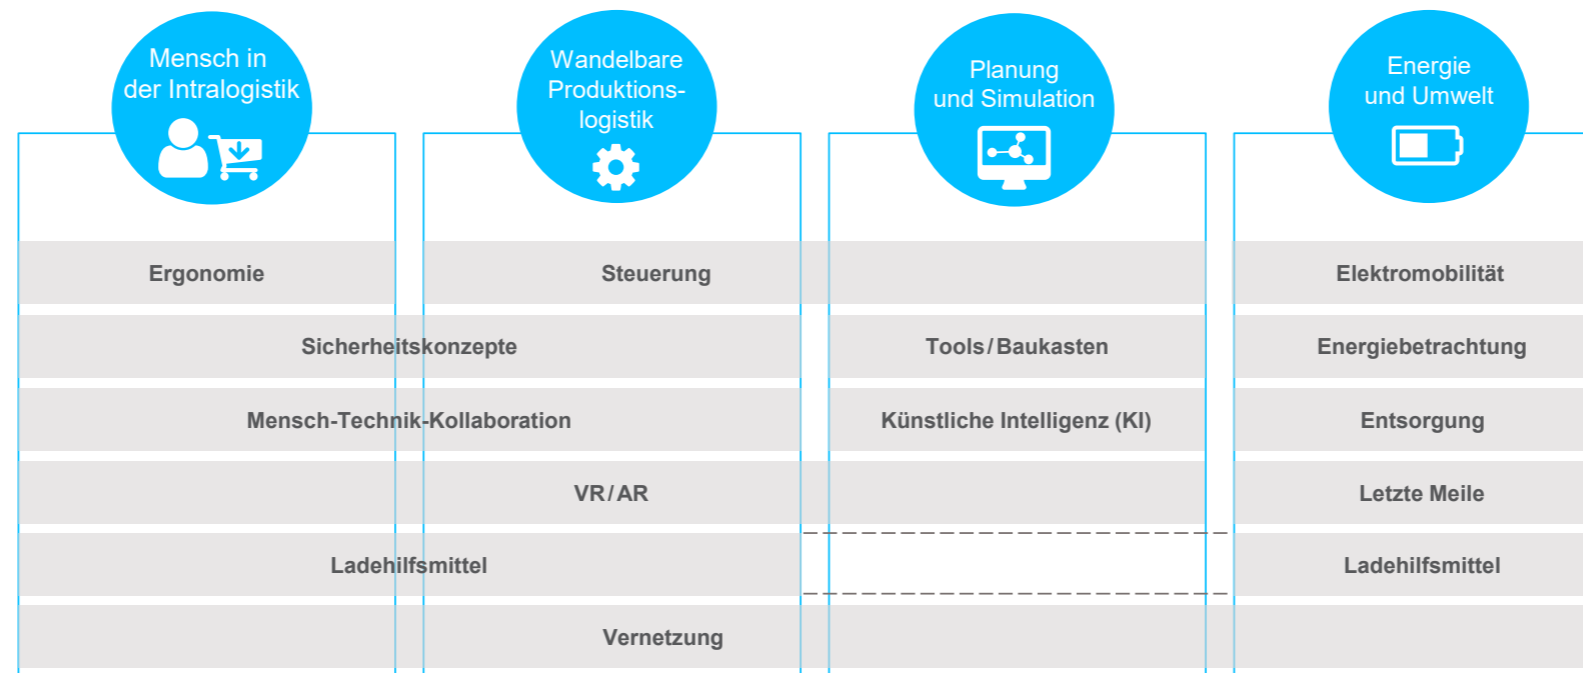 Mensch in
der Intralogistik
Wandelbare
Produktions-
logistik
Planung
und Simulation
Energie
und Umwelt
Ergonomie
Steuerung
Elektromobilität
Sicherheitskonzepte
Tools/Baukasten
Energiebetrachtung
Mensch-Technik-Kollaboration
Künstliche Intelligenz (KI)
Entsorgung
VR/AR
Letzte Meile
Ladehilfsmittel
Ladehilfsmittel
Vernetzung